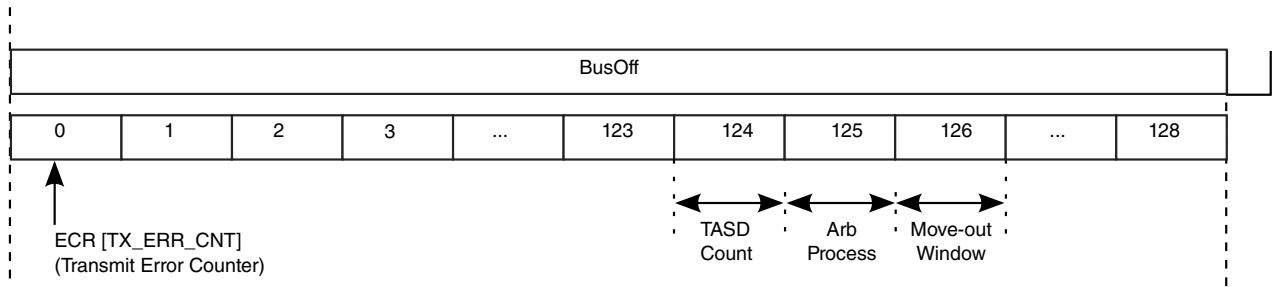 BusOff
0 1 2 3 ... 123 124 125 126 ... 128
ECR [TX_ERR_CNT]
(Transmit Error Counter)
TASD
Count
Arb
Process
Move-out
Window